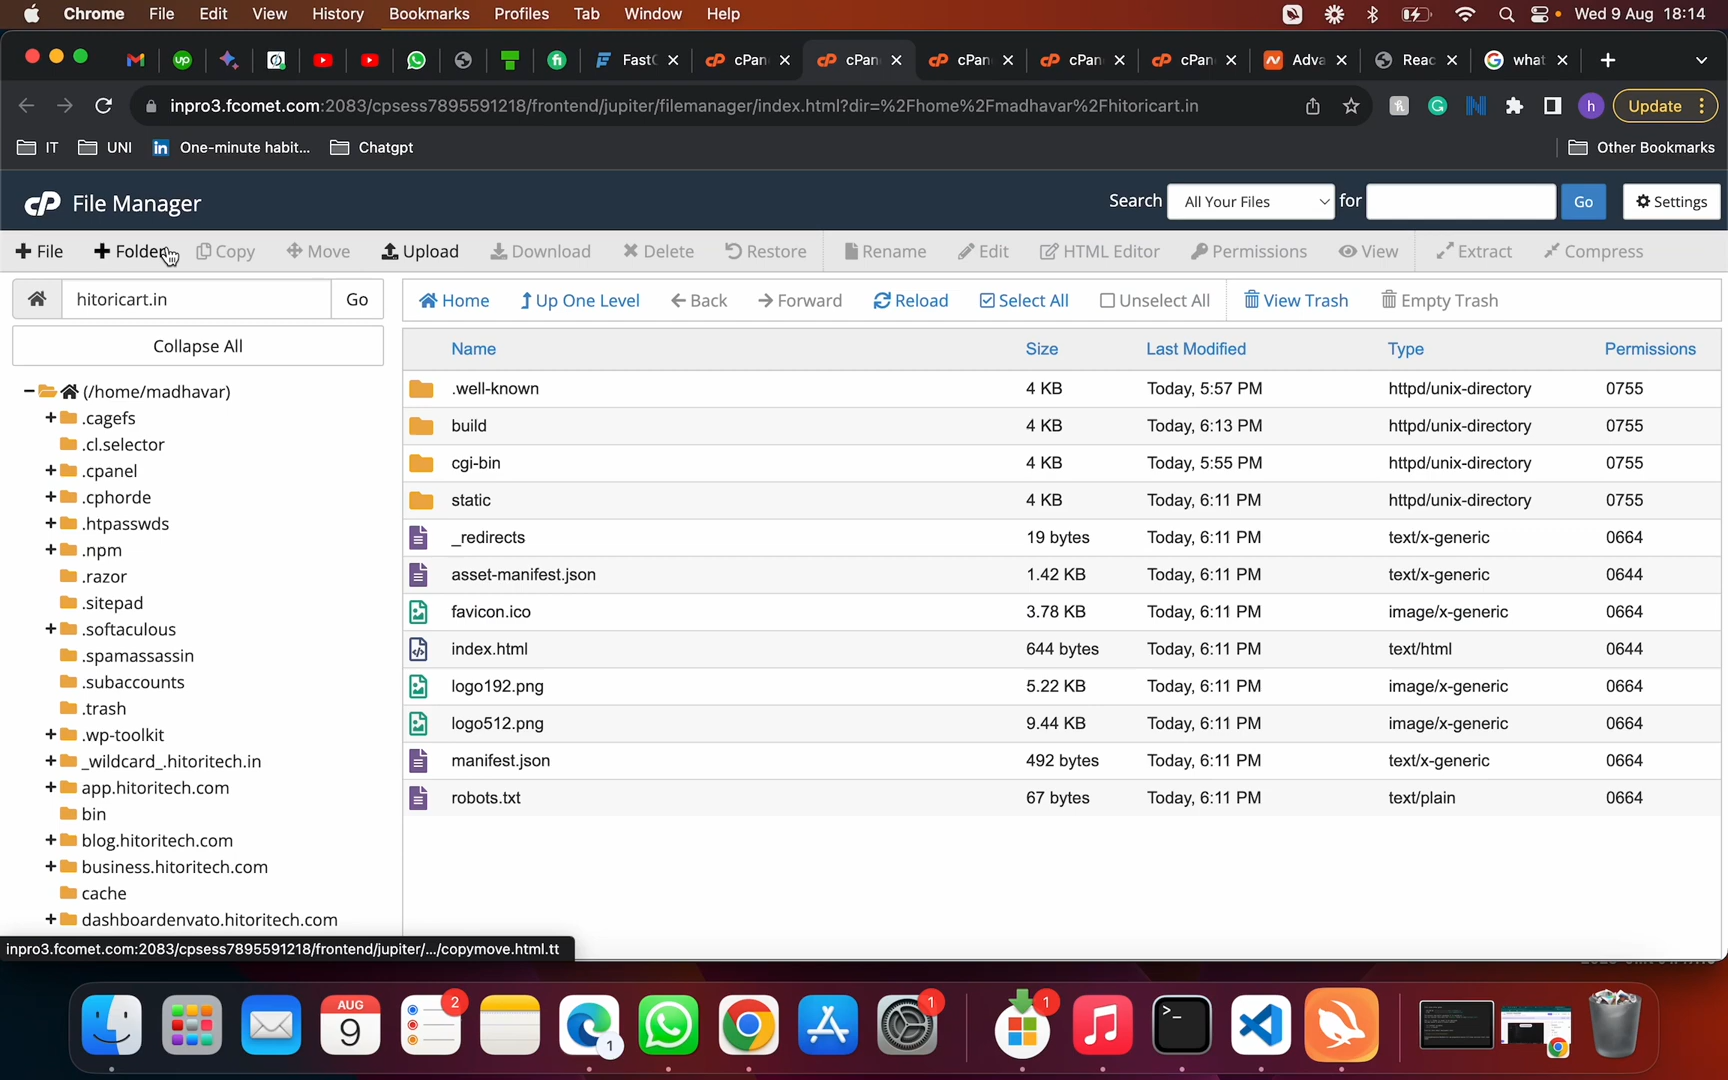 Chrome File Edit View History Bookmarks Profiles Tab Window Help Wed 9 Aug 18:14
FastC cPan cPan cPan cPan cPan Adva Reac what
inpro3.fcomet.com:2083/cpsess7895591218/frontend/jupiter/filemanager/index.html?dir=%2Fhome%2Fmadhavar%2Fhitoricart.in h Update
IT UNI One-minute habit... Chatgpt Other Bookmarks
cP File Manager Search All Your Files for Go Settings
File Folder Copy Move Upload Download Delete Restore Rename Edit HTML Editor Permissions View Extract Compress
hitoricart.in Go Home Up One Level Back Forward Reload Select All Unselect All View Trash Empty Trash
Collapse All
Name Size Last Modified Type Permissions
.well-known 4 KB Today, 5:57 PM httpd/unix-directory 0755
build 4 KB Today, 6:13 PM httpd/unix-directory 0755
cgi-bin 4 KB Today, 5:55 PM httpd/unix-directory 0755
static 4 KB Today, 6:11 PM httpd/unix-directory 0755
_redirects 19 bytes Today, 6:11 PM text/x-generic 0664
asset-manifest.json 1.42 KB Today, 6:11 PM text/x-generic 0644
favicon.ico 3.78 KB Today, 6:11 PM image/x-generic 0664
index.html 644 bytes Today, 6:11 PM text/html 0644
logo192.png 5.22 KB Today, 6:11 PM image/x-generic 0664
logo512.png 9.44 KB Today, 6:11 PM image/x-generic 0664
manifest.json 492 bytes Today, 6:11 PM text/x-generic 0664
robots.txt 67 bytes Today, 6:11 PM text/plain 0664
(/home/madhavar)
.cagefs
.cl.selector
.cpanel
.cphorde
.htpasswds
.npm
.razor
.sitepad
.softaculous
.spamassassin
.subaccounts
.trash
.wp-toolkit
_wildcard_.hitoritech.in
app.hitoritech.com
bin
blog.hitoritech.com
business.hitoritech.com
cache
dashboardenvato.hitoritech.com
inpro3.fcomet.com:2083/cpsess7895591218/frontend/jupiter/.../copymove.html.tt
AUG
9
2
1
1
1